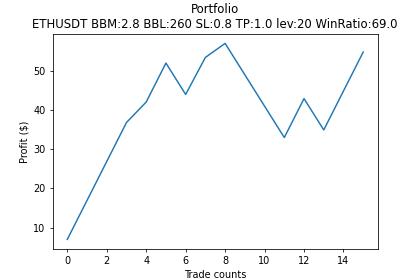 Portfolio
ETHUSDT BBM:2.8 BBL:260 SL:0.8 TP:1.0 lev:20 WinRatio:69.0
Profit ($)
50
40
30
20
10
0 2 4 6 8 10 12 14
Trade counts